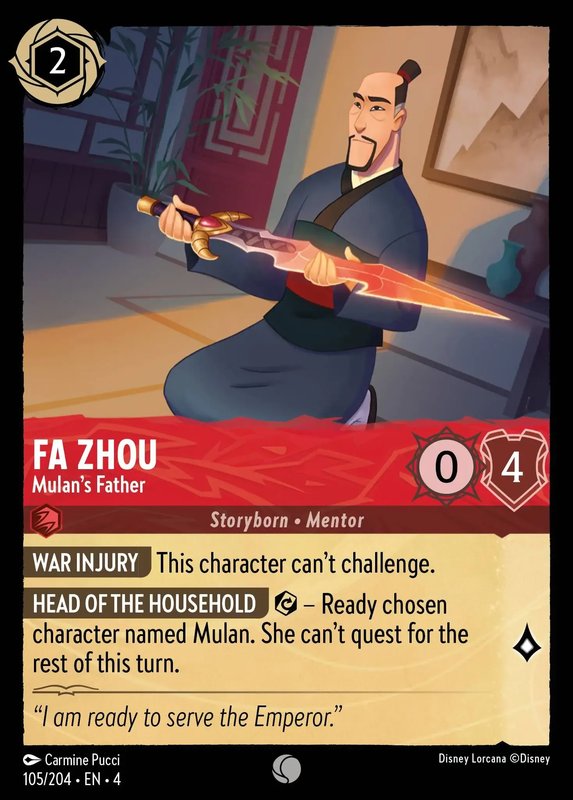 2
FA ZHOU
Mulan's Father
0
4
Storyborn • Mentor
WAR INJURY This character can't challenge.
HEAD OF THE HOUSEHOLD – Ready chosen
character named Mulan. She can't quest for the
rest of this turn.
“I am ready to serve the Emperor.”
Carmine Pucci
Disney Lorcana ©Disney
105/204 • EN • 4